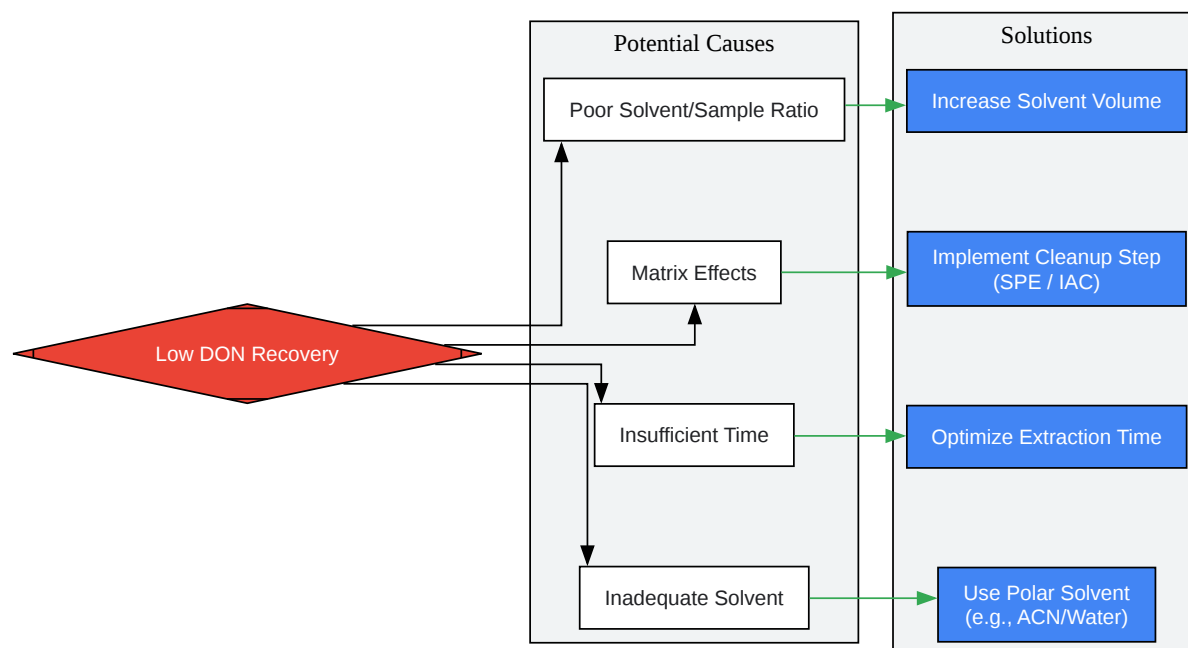 Potential Causes
Solutions
Poor Solvent/Sample Ratio
Increase Solvent Volume
Matrix Effects
Implement Cleanup Step
(SPE / IAC)
Low DON Recovery
Insufficient Time
Optimize Extraction Time
Inadequate Solvent
Use Polar Solvent
(e.g., ACN/Water)